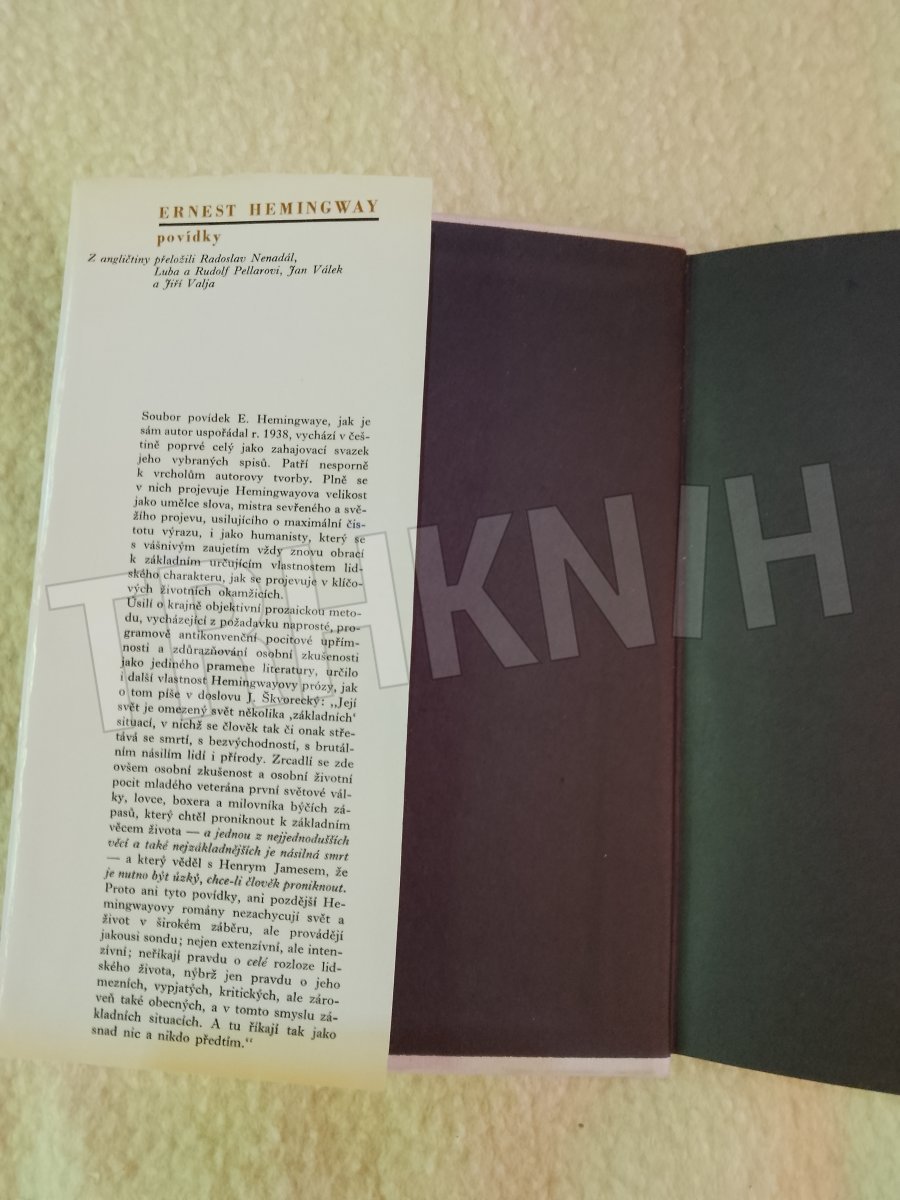 ERNEST HEMINGWAY
povídky
Z angličtiny přeložili Radoslav Nenadál,
Luba a Rudolf Pellarovi, Jan Válek
a Jiří Valja
Soubor povídek E. Hemingwaye, jak je
sám autor uspořádal r. 1938, vychází v češ-
tině poprvé celý jako zahajovací svazek
jeho vybraných spisů. Patří nesporně
k vrcholům autorovy tvorby. Plně se
v nich projevuje Hemingwayova velikost
jako umělce slova, mistra sevřeného a svě-
žího projevu, usilujícího o maximální čis-
totu výrazu, i jako humanisty, který se
s vášnivým zaujetím vždy znovu obrací
k základním určujícím vlastnostem lid-
ského charakteru, jak se projevuje v klíčo-
vých životních okamžicích.
Úsilí o krajně objektivní prozaickou meto-
du, vycházející z požadavku naprosté, pro-
gramově antikonvenční pocitové upřím-
nosti a zdůrazňování osobní zkušenosti
jako jediného pramene literatury, určilo
i další vlastnost Hemingwayovy prózy, jak
o tom píše v doslovu J. Škvorecký: „Její
svět je omezený svět několika ‚základních‘
situací, v nichž se člověk tak či onak stře-
tává se smrtí, s bezvýchodností, s brutál-
ním násilím lidí i přírody. Zrcadlí se zde
ovšem osobní zkušenost a osobní životní
pocit mladého veterána první světové vál-
ky, lovce, boxera a milovníka býčích zá-
pasů, který chtěl proniknout k základním
věcem života — a jednou z nejjednodušších
věcí a také nejzákladnějších je násilná smrt
— a který věděl s Henrym Jamesem, že
je nutno být úzký, chce-li člověk proniknout.
Proto ani tyto povídky, ani pozdější He-
mingwayovy romány nezachycují svět a
život v širokém záběru, ale provádějí
jakousi sondu; nejen extenzívní, ale inten-
zívní; neříkají pravdu o celé rozloze lid-
ského života, nýbrž jen pravdu o jeho
mezních, vypjatých, kritických, ale záro-
veň také obecných, a v tomto smyslu zá-
kladních situacích. A tu říkají tak jako
snad nic a nikdo předtím.“
TRHKNIH